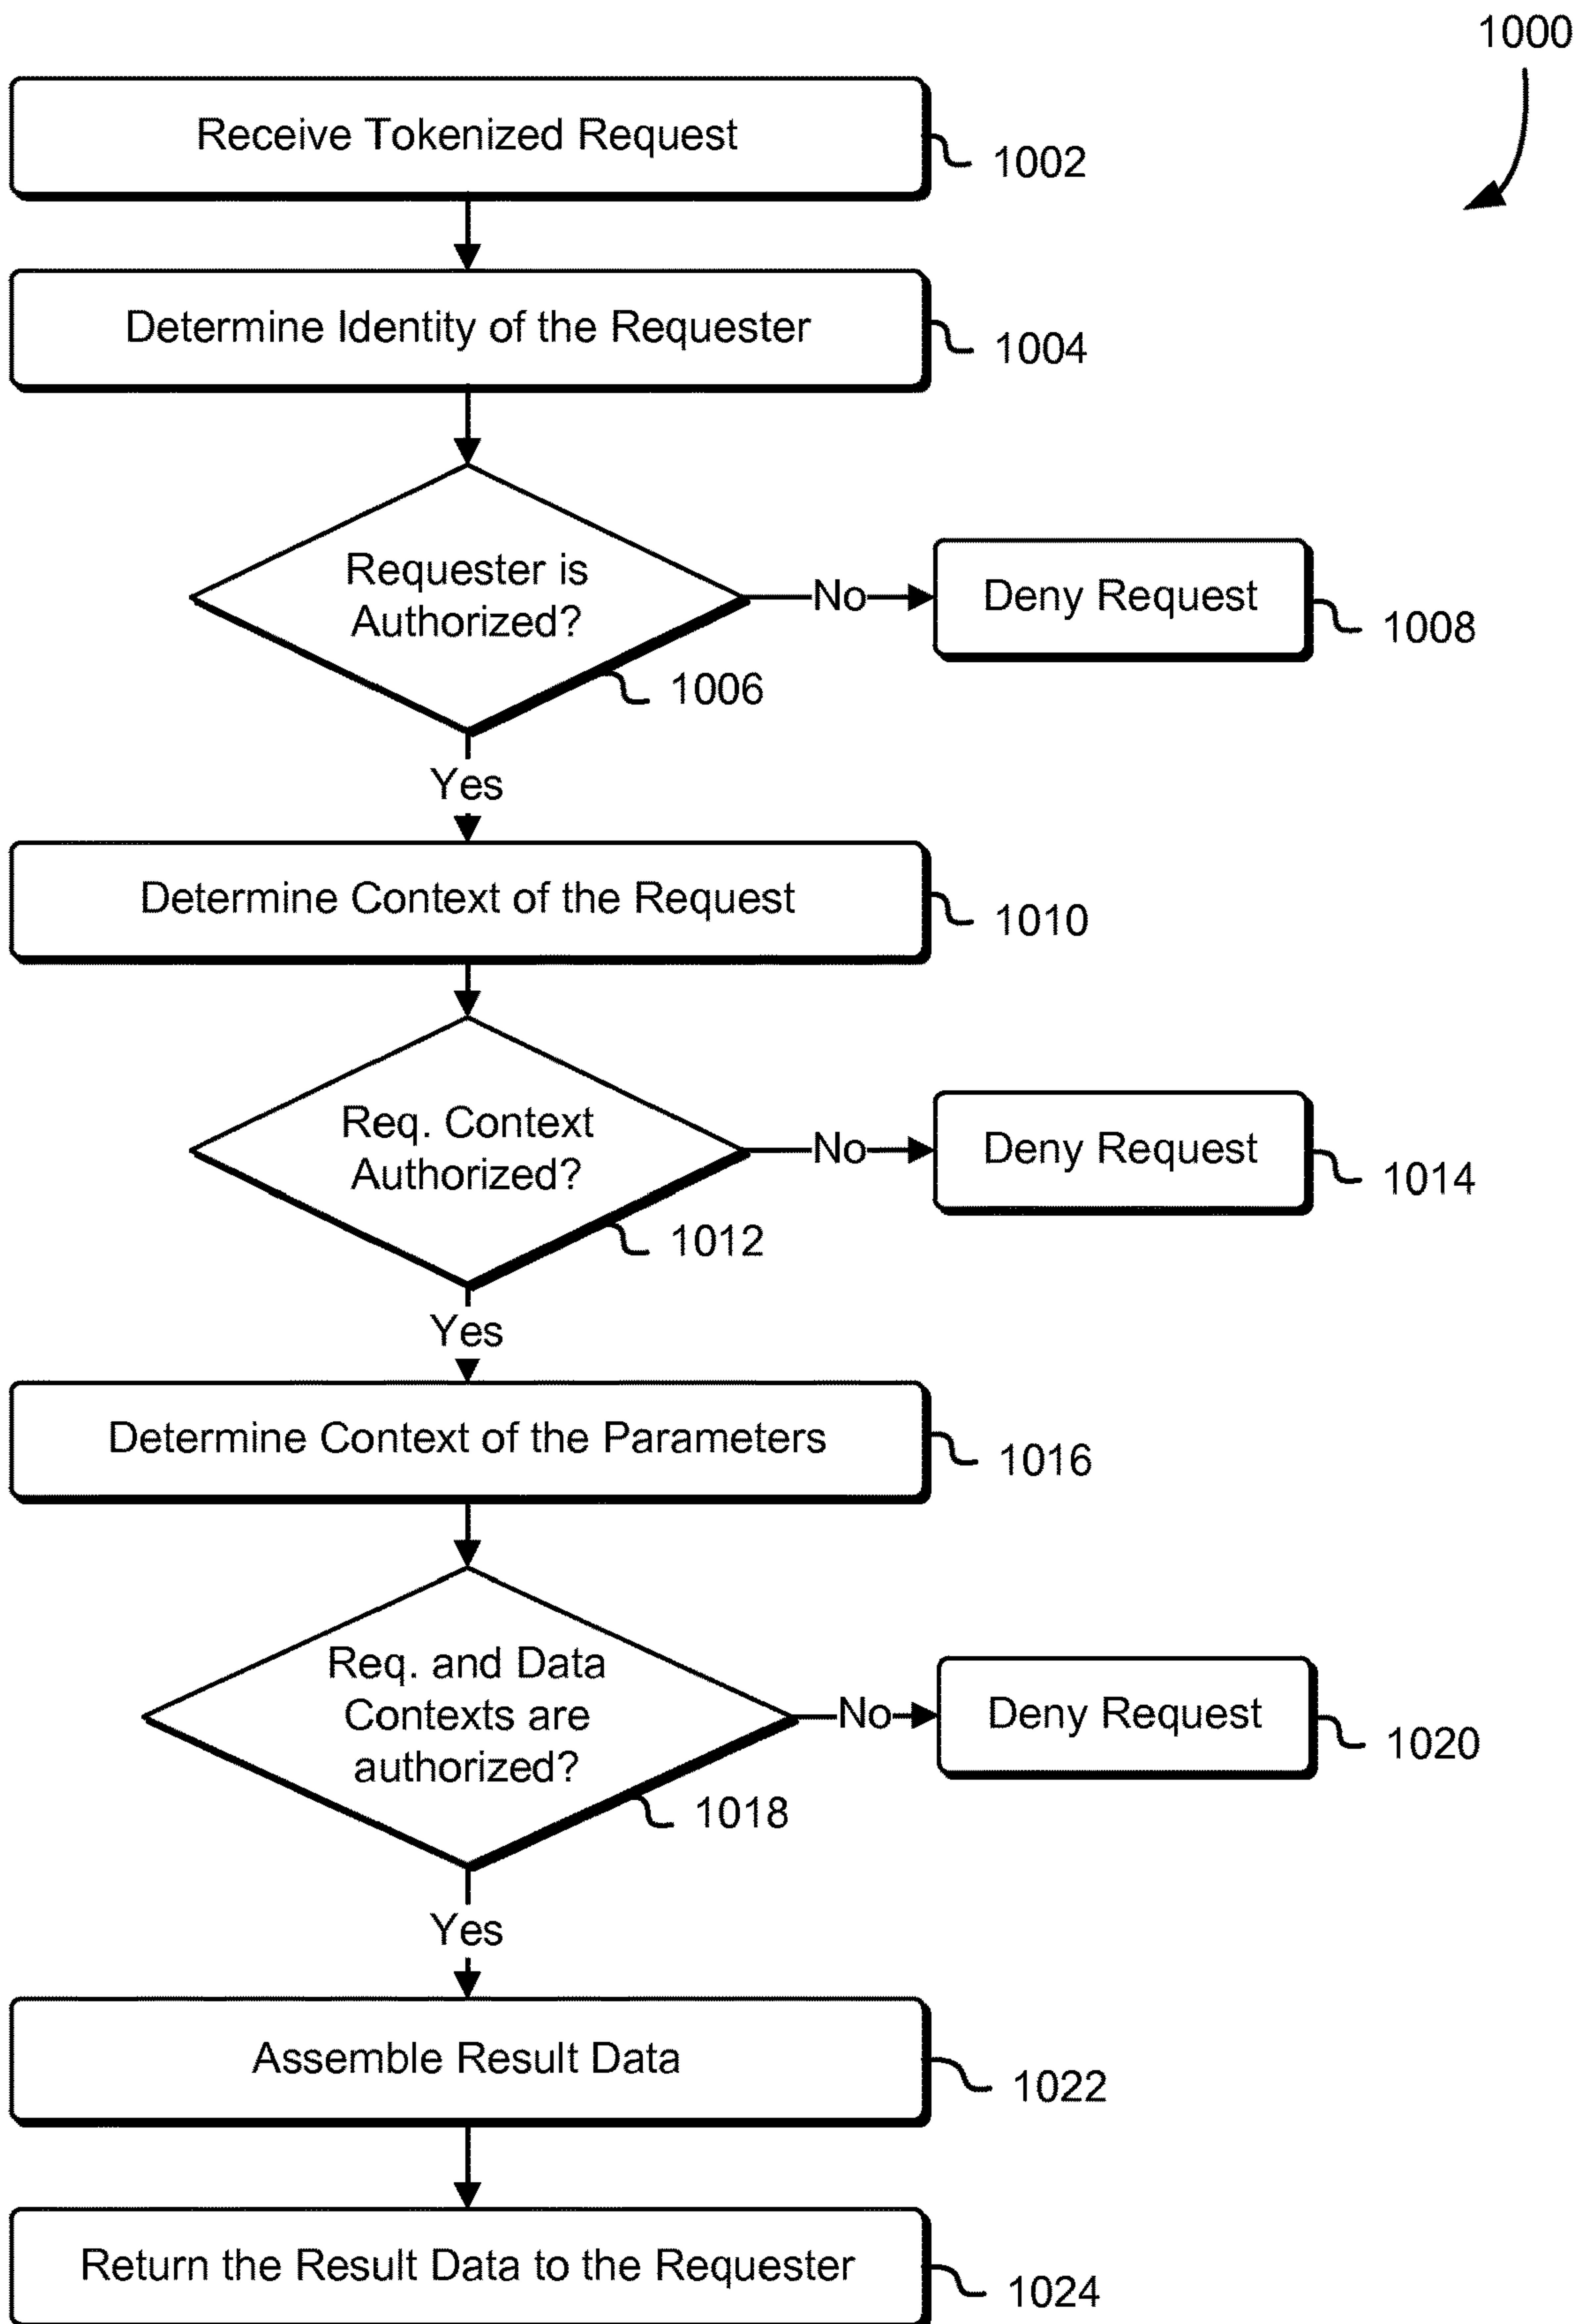 1000
Receive Tokenized Request
1002
Determine Identity of the Requester
1004
Requester is
Authorized?
No
Deny Request
1008
1006
Yes
Determine Context of the Request
1010
Req. Context
Authorized?
No
Deny Request
1014
1012
Yes
Determine Context of the Parameters
1016
Req. and Data
Contexts are
authorized?
No
Deny Request
1020
1018
Yes
Assemble Result Data
1022
Return the Result Data to the Requester
1024